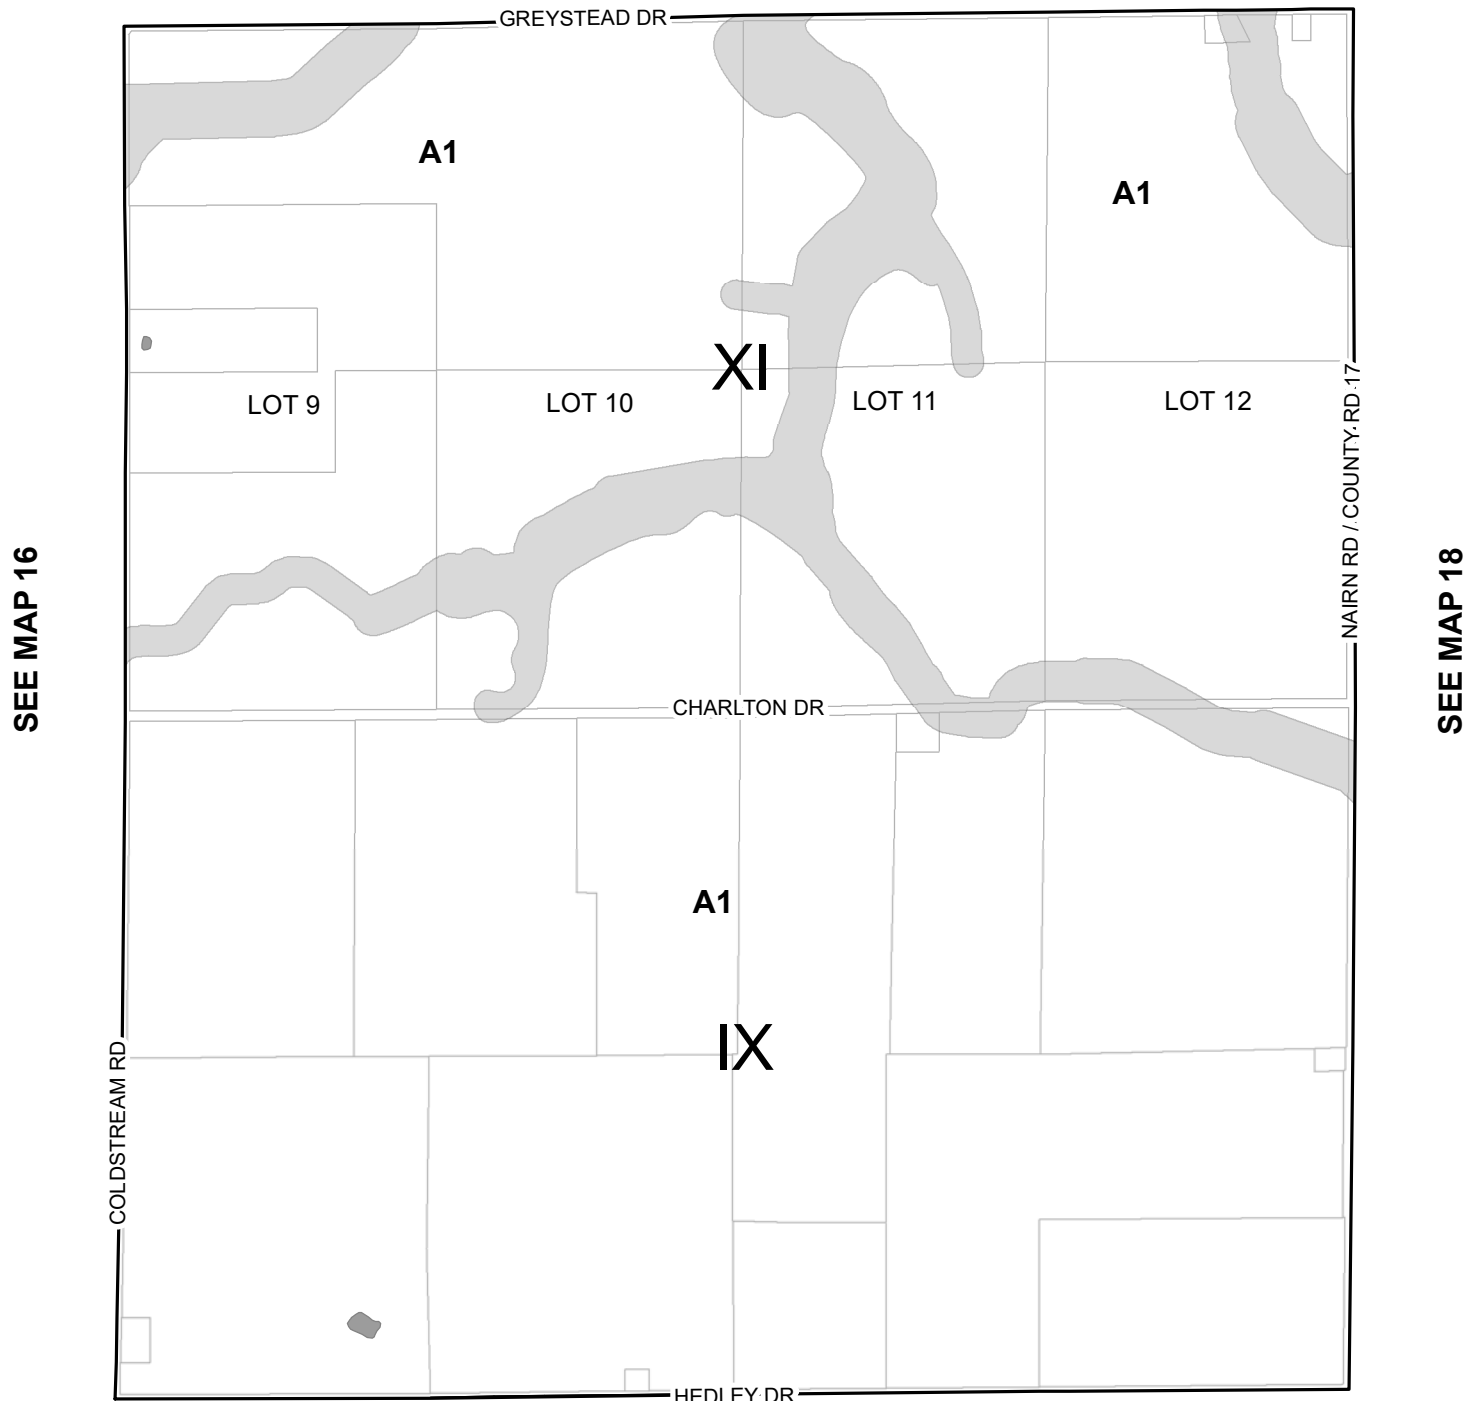 GREYSTEAD DR
A1
A1
XI
LOT 9
LOT 10
LOT 11
LOT 12
NAIRN RD / COUNTY RD 17
SEE MAP 16
SEE MAP 18
CHARLTON DR
A1
IX
COLDSTREAM RD
HEDLEY DR